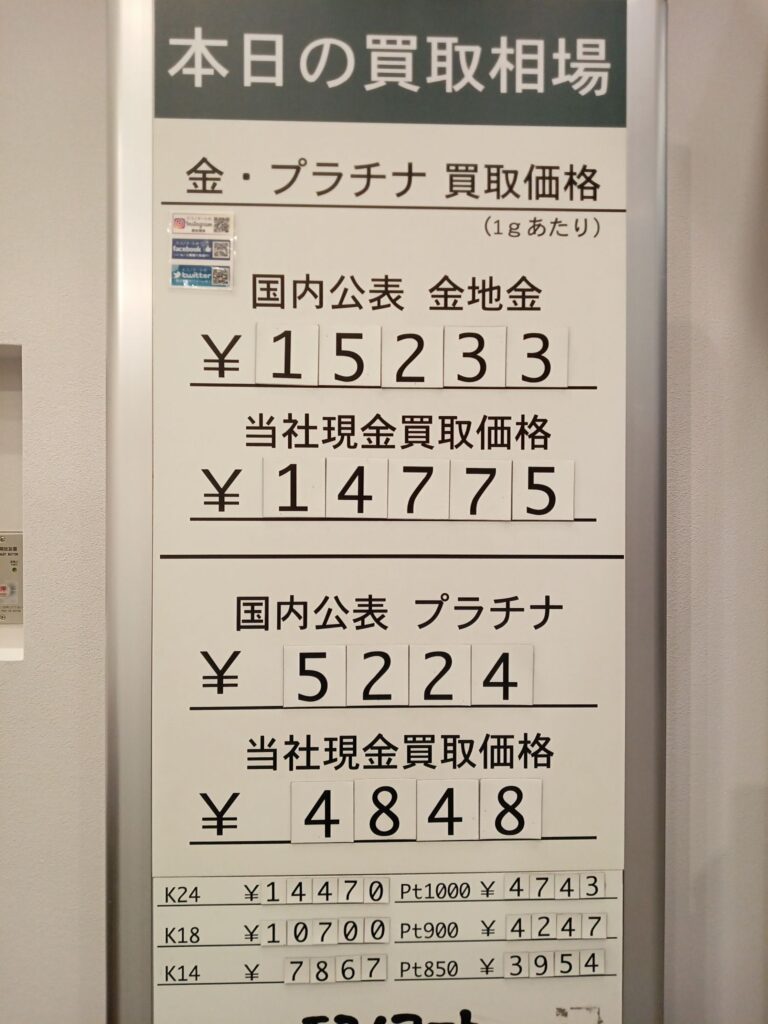 本日の買取相場
金・プラチナ 買取価格
(1gあたり)
Instagram
facebook
twitter
国内公表 金地金
¥15233
当社現金買取価格
¥14775
国内公表 プラチナ
¥5224
当社現金買取価格
¥4848
K24 ¥14470 Pt1000 ¥4743
K18 ¥10700 Pt900 ¥4247
K14 ¥7867 Pt850 ¥3954